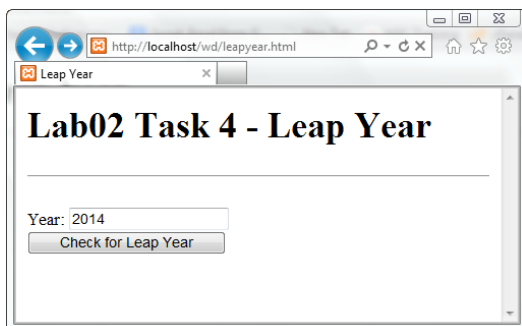 http://localhost/wd/leapyear.html
Leap Year
Lab02 Task 4 - Leap Year
Year: 2014
Check for Leap Year